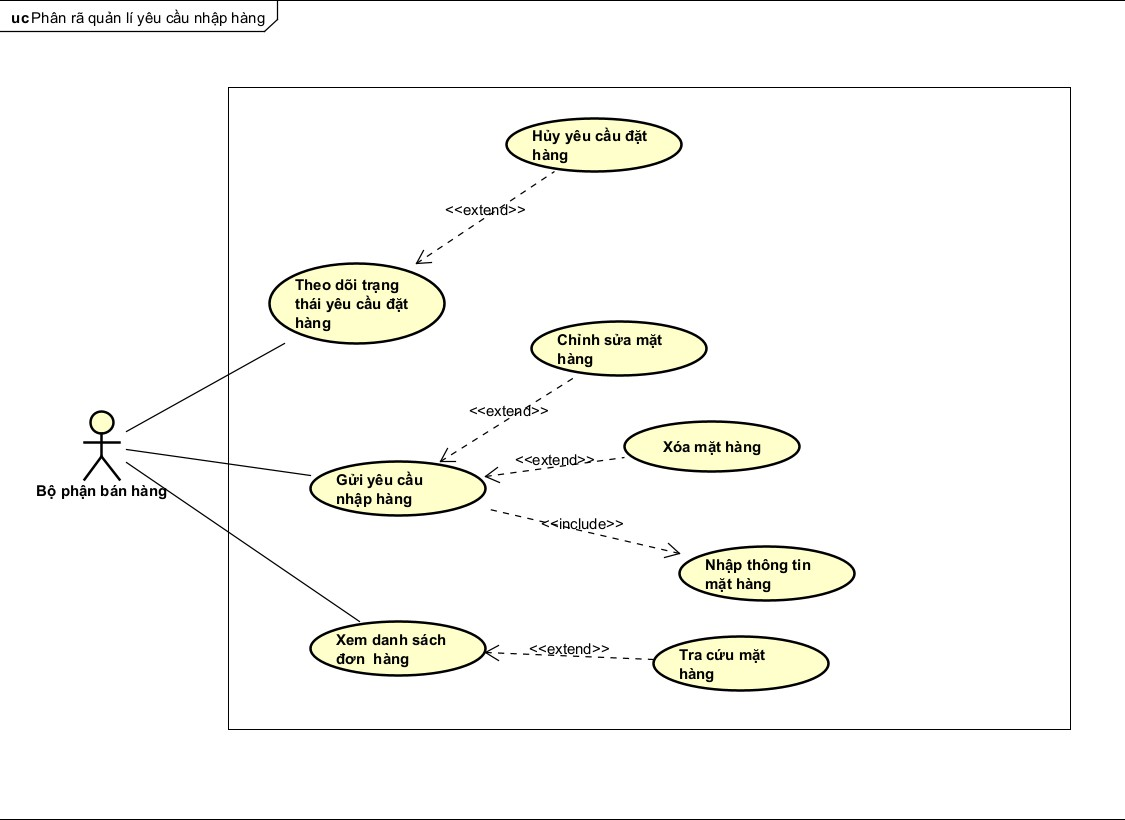 uc Phân rã quản lí yêu cầu nhập hàng
Hủy yêu cầu đặt
hàng
<<extend>>
Theo dõi trạng
thái yêu cầu đặt
hàng
Chỉnh sửa mặt
hàng
<<extend>>
Xóa mặt hàng
<<extend>>
Gửi yêu cầu
nhập hàng
Bộ phận bán hàng
<<include>>
Nhập thông tin
mặt hàng
Xem danh sách
đơn hàng
<<extend>>
Tra cứu mặt
hàng